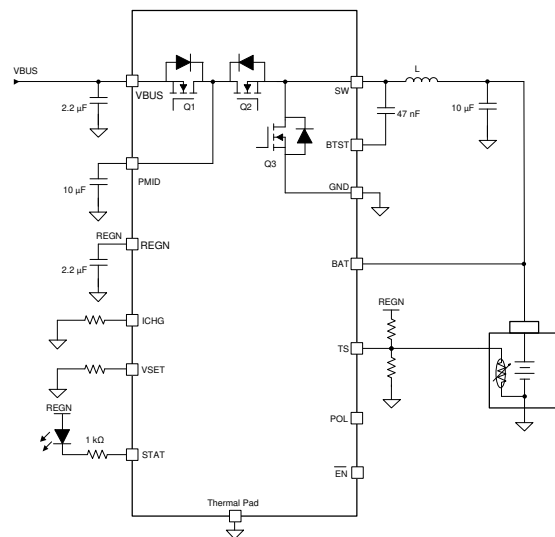 VBUS
2.2 µF
VBUS
Q1
Q2
Q3
SW
L
47 nF
10 µF
BTST
10 µF
PMID
GND
REGN
REGN
2.2 µF
BAT
REGN
ICHG
TS
VSET
REGN
POL
1 kΩ
STAT
EN
Thermal Pad